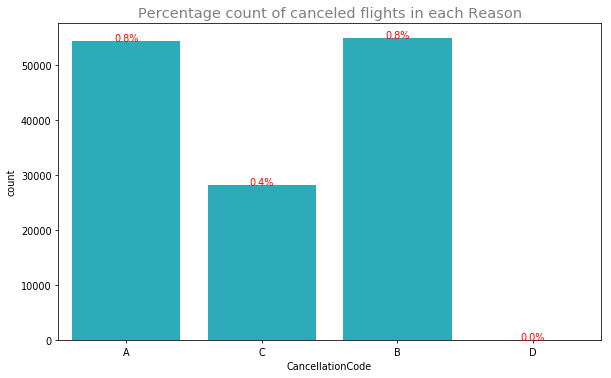 Percentage count of canceled flights in each Reason
0.8%
0.4%
0.8%
0.0%
50000
40000
30000
20000
10000
0
count
A C B D
CancellationCode